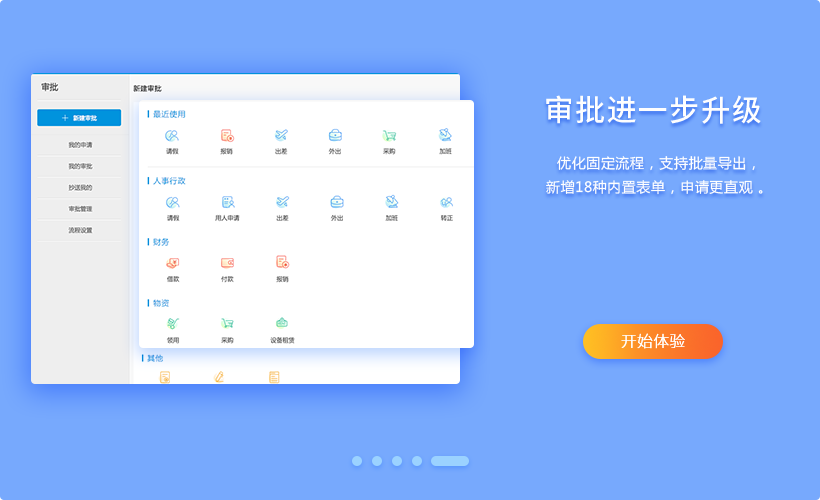 审批
新建审批
+ 新建审批
我的申请
我的审批
抄送我的
审批管理
流程设置
最近使用
请假 报销 出差 外出 采购 加班
人事行政
请假 用人申请 出差 外出 加班 转正
财务
借款 付款 报销
物资
领用 采购 设备租赁
其他
审批进一步升级
优化固定流程，支持批量导出，
新增18种内置表单，申请更直观 。
开始体验